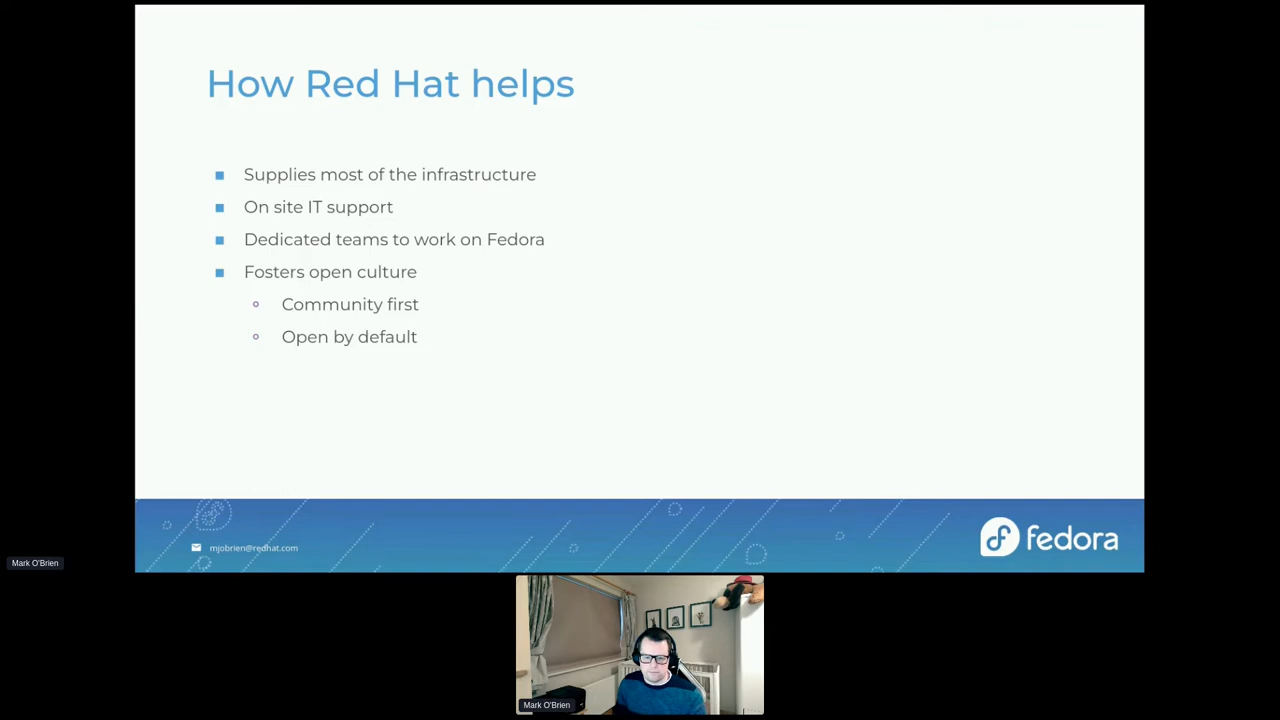 How Red Hat helps
Supplies most of the infrastructure
On site IT support
Dedicated teams to work on Fedora
Fosters open culture
Community first
Open by default
mjobrien@redhat.com
fedora
Mark O'Brien
Mark O'Brien